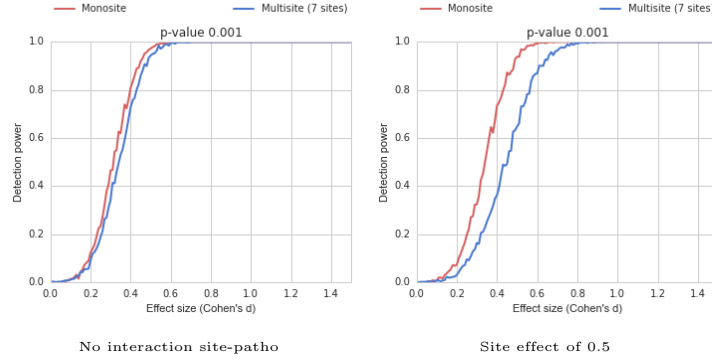 Monosite Multisite (7 sites)
p-value 0.001
1.0
0.8
0.6
0.4
0.2
0.0
Detection power
0.0 0.2 0.4 0.6 0.8 1.0 1.2 1.4
Effect size (Cohen's d)
No interaction site-patho
Monosite Multisite (7 sites)
p-value 0.001
1.0
0.8
0.6
0.4
0.2
0.0
Detection power
0.0 0.2 0.4 0.6 0.8 1.0 1.2 1.4
Effect size (Cohen's d)
Site effect of 0.5